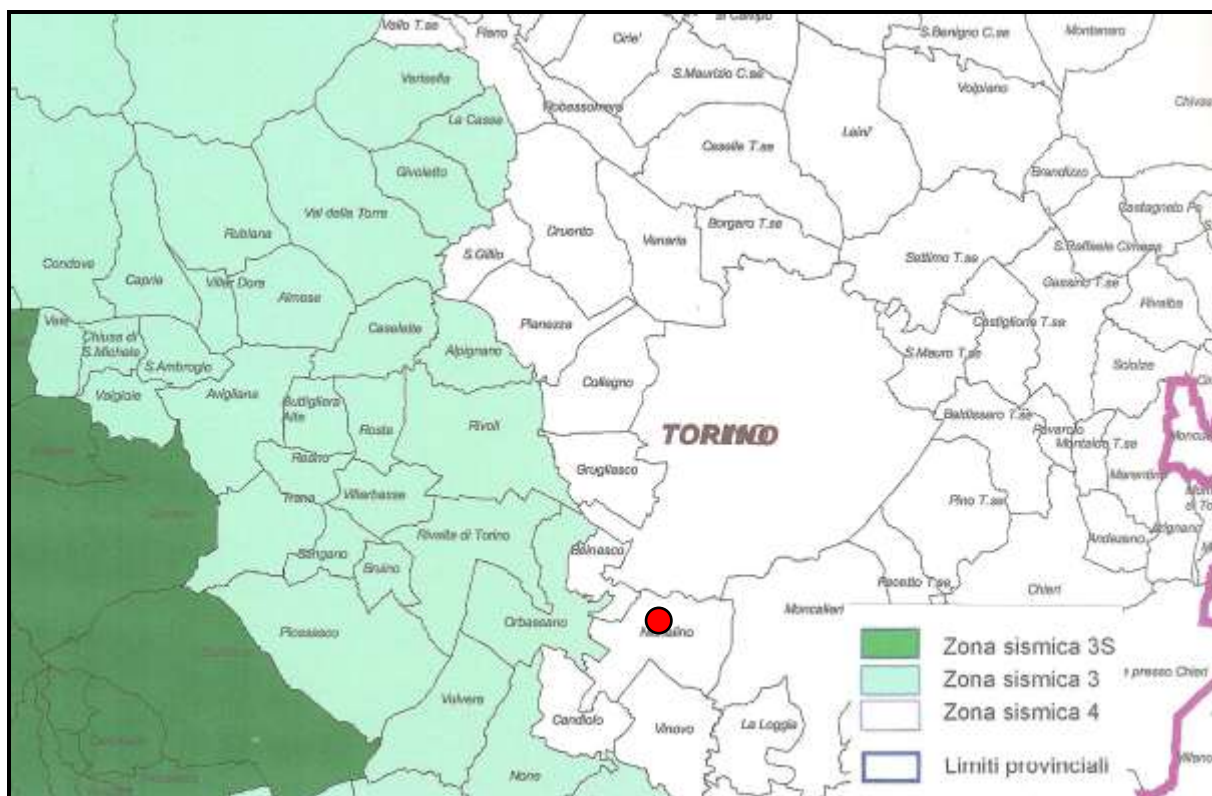 Vallo T.se
Fiano
Cirie'
S.Benigno C.se
Montanaro
Varisella
S.Maurizio C.se
Volpiano
Robassomero
La Cassa
Leini'
Caselle T.se
Givoletto
Brandizzo
Val della Torre
Castagneto Po
Rubiana
Druento
Venaria
Borgaro T.se
S.Raffaele Cimena
S.Gillio
Settimo T.se
Condove
Caprie
Villar Dora
Almese
Gassino T.se
Rivalba
Pianezza
Castiglione T.se
Vaie
Chiusa di
S.Michele
Caselette
Alpignano
S.Ambrogio
S.Mauro T.se
Sciolze
Collegno
Valgioie
Avigliana
Buttigliera
Alta
Rosta
Rivoli
Baldissero T.se
TORINO
Pavarolo
Montaldo T.se
Reano
Grugliasco
Marentino
Trana
Villarbasse
Pino T.se
Rivalta di Torino
Andezeno
Sangano
Beinasco
Bruino
Pecetto T.se
Chieri
Piossasco
Orbassano
Moncalieri
Nichelino
Zona sismica 3S
presso Chieri
Zona sismica 3
Volvera
Candiolo
Vinovo
La Loggia
Zona sismica 4
None
Limiti provinciali